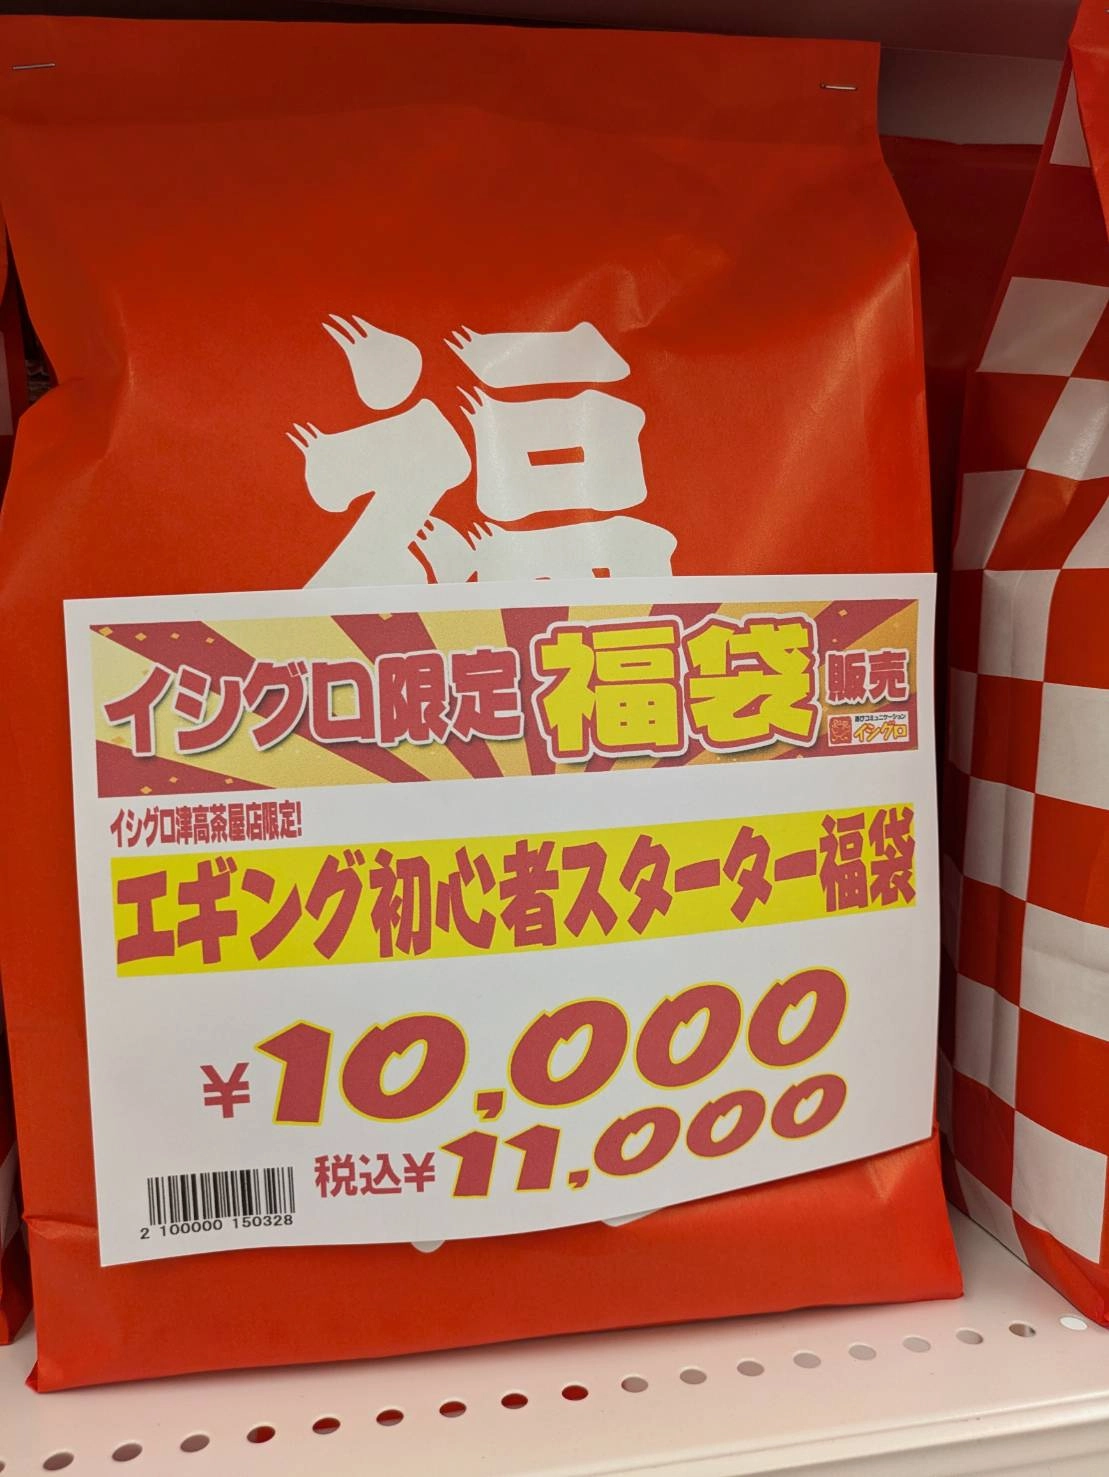 福
イシグロ限定 福袋 販売
遊びコミュニケーション
イシグロ
イシグロ津高茶屋店限定!
エギング初心者スターター福袋
¥10,000
税込¥11,000
2 100000 150328